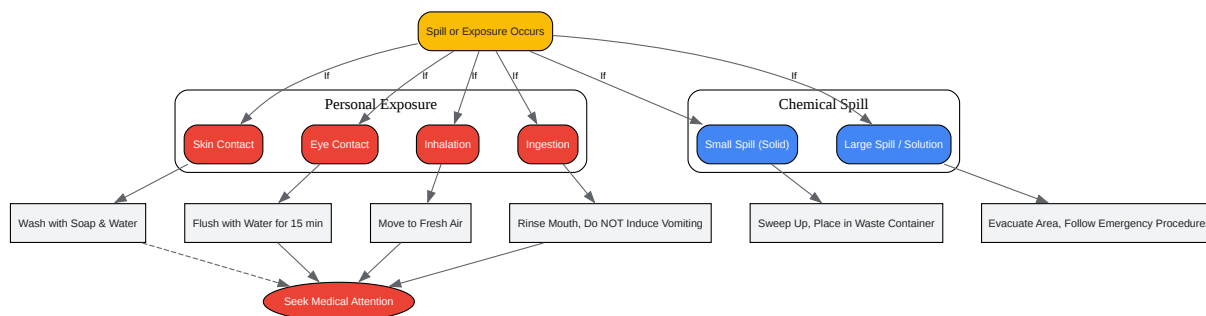 Spill or Exposure Occurs
If
If
If
If
If
If
Personal Exposure
Chemical Spill
Skin Contact
Eye Contact
Inhalation
Ingestion
Small Spill (Solid)
Large Spill / Solution
Wash with Soap & Water
Flush with Water for 15 min
Move to Fresh Air
Rinse Mouth, Do NOT Induce Vomiting
Sweep Up, Place in Waste Container
Evacuate Area, Follow Emergency Procedures
Seek Medical Attention